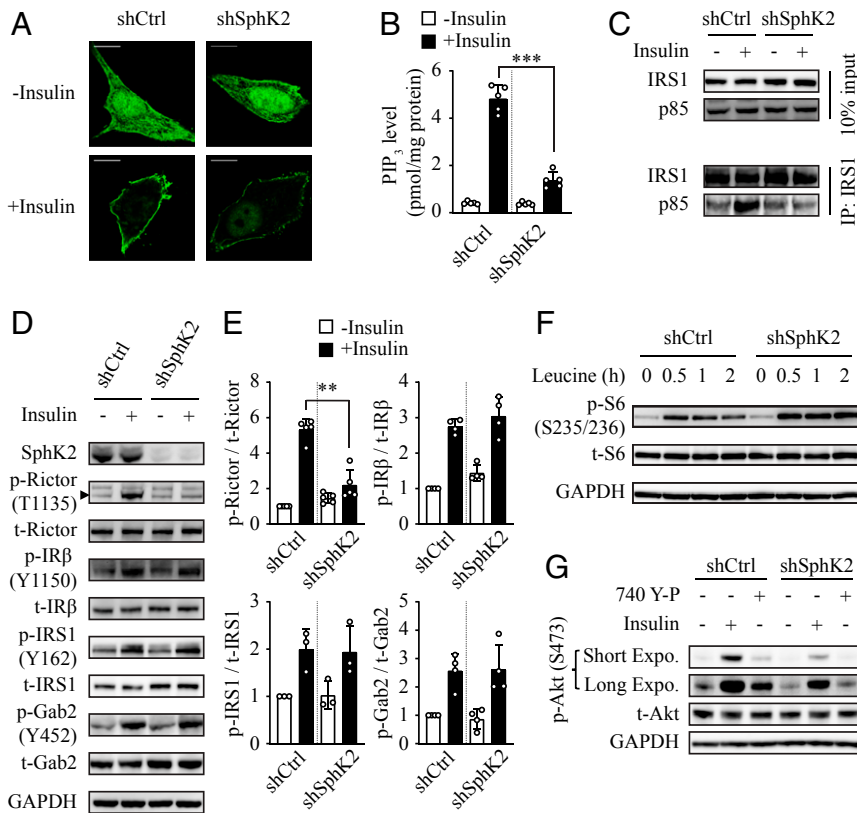 A
shCtrl
shSphK2
-Insulin
+Insulin
B
-Insulin
+Insulin
***
PIP3 level
(pmol/mg protein)
6
4
2
0
shCtrl
shSphK2
C
shCtrl shSphK2
Insulin - + - +
IRS1
p85
10% input
IRS1
p85
IP: IRS1
D
shCtrl
shSphK2
Insulin - + - +
SphK2
p-Rictor
(T1135)
t-Rictor
p-IRβ
(Y1150)
t-IRβ
p-IRS1
(Y162)
t-IRS1
p-Gab2
(Y452)
t-Gab2
GAPDH
E
-Insulin
+Insulin
p-Rictor / t-Rictor
8
6
4
2
0
**
shCtrl
shSphK2
p-IRβ / t-IRβ
4
3
2
1
0
shCtrl
shSphK2
p-IRS1 / t-IRS1
3
2
1
0
shCtrl
shSphK2
p-Gab2 / t-Gab2
5
4
3
2
1
0
shCtrl
shSphK2
F
shCtrl shSphK2
Leucine (h) 0 0.5 1 2 0 0.5 1 2
p-S6
(S235/236)
t-S6
GAPDH
G
shCtrl shSphK2
740 Y-P - - + - - +
Insulin - + - - + -
p-Akt (S473)
Short Expo.
Long Expo.
t-Akt
GAPDH